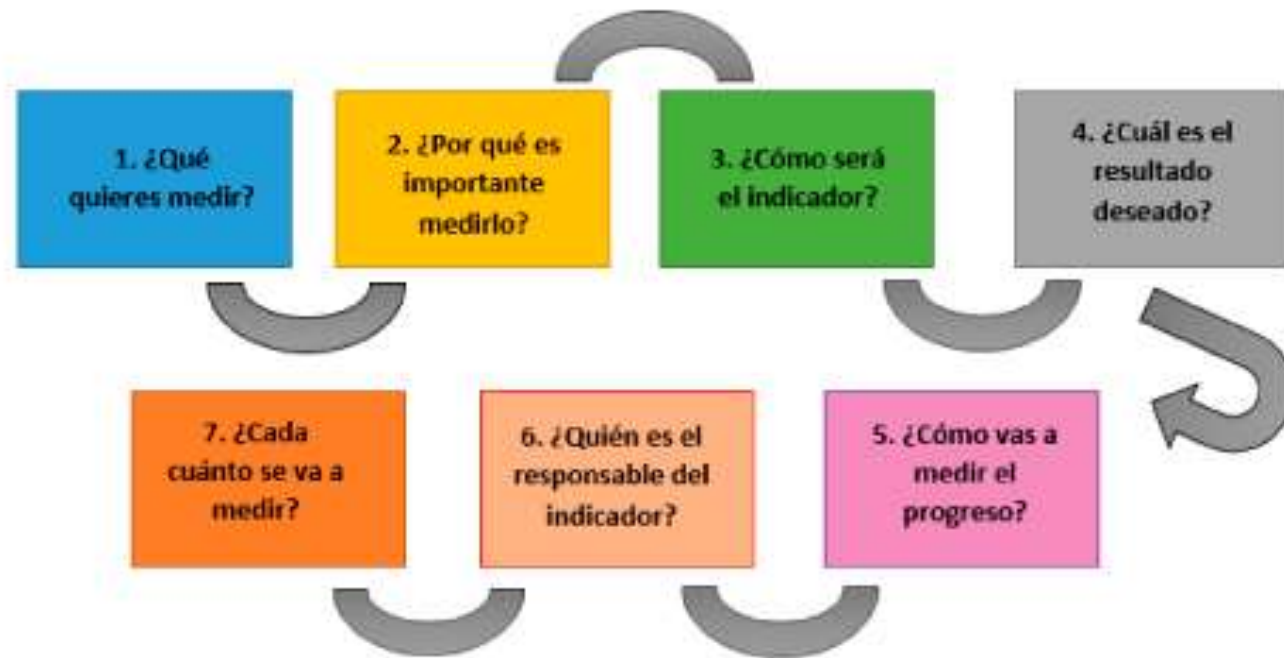 1. ¿Qué
quieres medir?
2. ¿Por qué es
importante
medirlo?
3. ¿Cómo será
el indicador?
4. ¿Cuál es el
resultado
deseado?
5. ¿Cómo vas a
medir el
progreso?
6. ¿Quién es el
responsable del
indicador?
7. ¿Cada
cuánto se va a
medir?